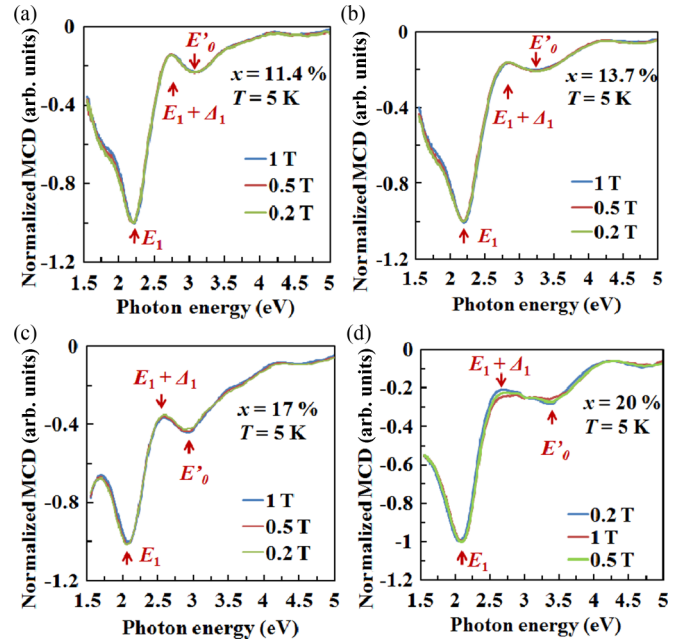 (a)
Normalized MCD (arb. units)
0
-0.4
-0.8
-1.2
E'0
E1 + Δ1
x = 11.4 %
T = 5 K
1 T
0.5 T
0.2 T
E1
1.5 2 2.5 3 3.5 4 4.5 5
Photon energy (eV)
(b)
Normalized MCD (arb. units)
0
-0.4
-0.8
-1.2
E'0
E1 + Δ1
x = 13.7 %
T = 5 K
1 T
0.5 T
0.2 T
E1
1.5 2 2.5 3 3.5 4 4.5 5
Photon energy (eV)
(c)
Normalized MCD (arb. units)
0
-0.4
-0.8
-1.2
E1 + Δ1
x = 17 %
T = 5 K
E'0
1 T
0.5 T
0.2 T
E1
1.5 2 2.5 3 3.5 4 4.5 5
Photon energy (eV)
(d)
Normalized MCD (arb. units)
0
-0.2
-0.4
-0.6
-0.8
-1
-1.2
E1 + Δ1
x = 20 %
T = 5 K
E'0
0.2 T
1 T
0.5 T
E1
1.5 2 2.5 3 3.5 4 4.5 5
Photon energy (eV)